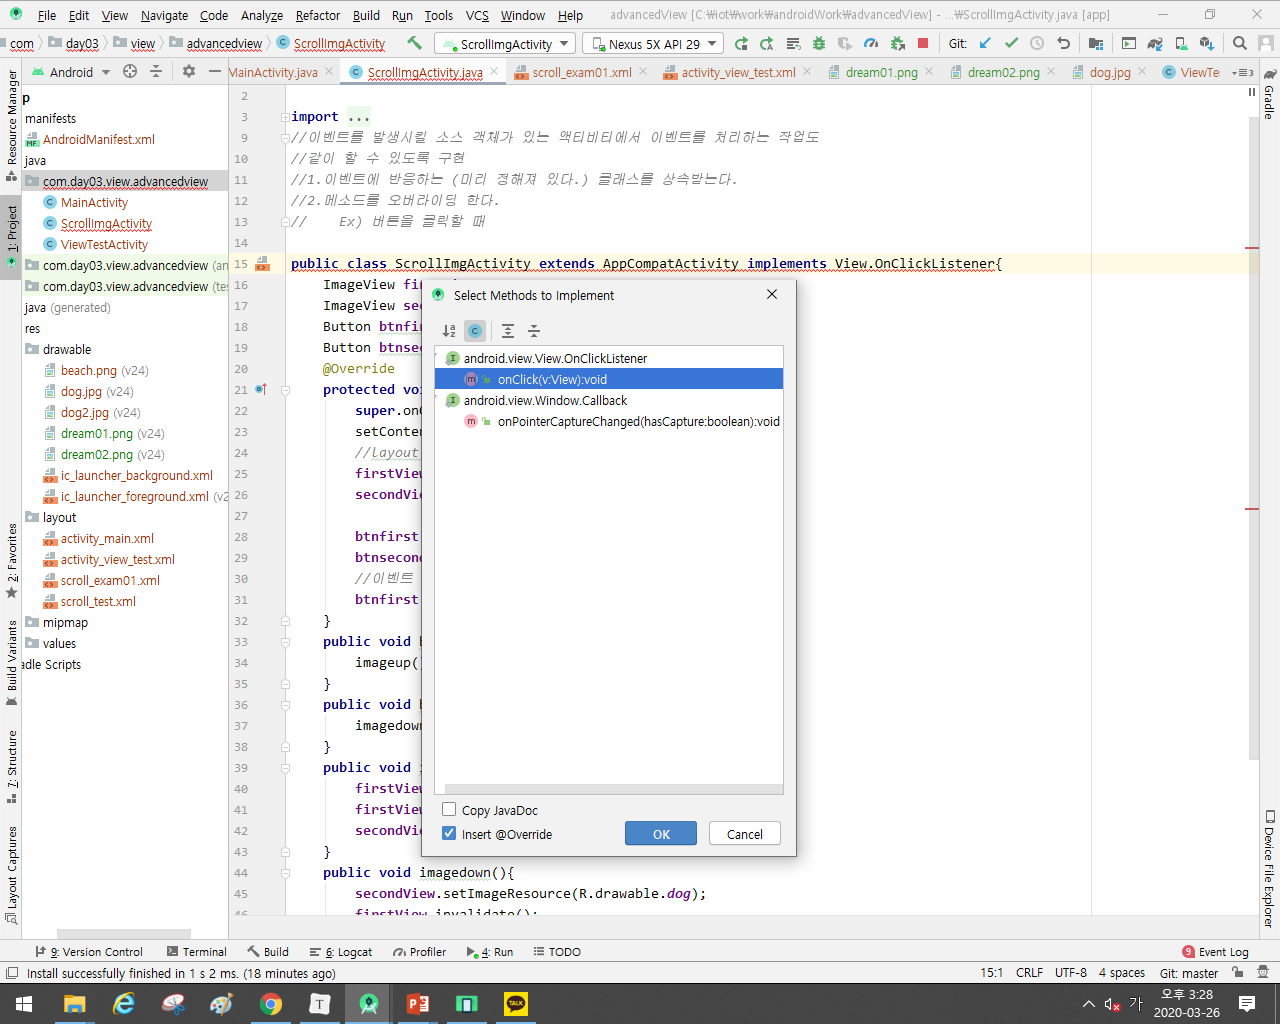 File Edit View Navigate Code Analyze Refactor Build Run Tools VCS Window Help advancedView [C:₩iot₩work₩androidWork₩advancedView] - ...₩ScrollImgActivity.java [app]
com day03 view advancedview ScrollImgActivity ScrollImgActivity Nexus 5X API 29 Git:
Android MainActivity.java ScrollImgActivity.java scroll_exam01.xml activity_view_test.xml dream01.png dream02.png dog.jpg ViewTe
Resource Manager
1: Project
2: Favorites
Build Variants
7: Structure
Layout Captures
Gradle
Device File Explorer
p
manifests
AndroidManifest.xml
java
com.day03.view.advancedview
MainActivity
ScrollImgActivity
ViewTestActivity
com.day03.view.advancedview (an
com.day03.view.advancedview (te
java (generated)
res
drawable
beach.png (v24)
dog.jpg (v24)
dog2.jpg (v24)
dream01.png (v24)
dream02.png (v24)
ic_launcher_background.xml
ic_launcher_foreground.xml (v2
layout
activity_main.xml
activity_view_test.xml
scroll_exam01.xml
scroll_test.xml
mipmap
values
adle Scripts
2
3 import ...
9 //이벤트를 발생시킬 소스 객체가 있는 액티비티에서 이벤트를 처리하는 작업도
10 //같이 할 수 있도록 구현
11 //1.이벤트에 반응하는 (미리 정해져 있다.) 클래스를 상속받는다.
12 //2.메소드를 오버라이딩 한다.
13 // Ex) 버튼을 클릭할 때
14
15 public class ScrollImgActivity extends AppCompatActivity implements View.OnClickListener{
16 ImageView fi
17 ImageView se
18 Button btnfi
19 Button btnse
20 @Override
21 protected vo
22 super.on
23 setConten
24 //layout
25 firstView
26 secondVi
27
28 btnfirst
29 btnsecon
30 //이벤트
31 btnfirst
32 }
33 public void
34 imageup(
35 }
36 public void
37 imagedown
38 }
39 public void
40 firstView
41 firstView
42 secondVi
43 }
44 public void imagedown(){
45 secondView.setImageResource(R.drawable.dog);
46 firstView.invalidate();
Select Methods to Implement
android.view.View.OnClickListener
onClick(v:View):void
android.view.Window.Callback
onPointerCaptureChanged(hasCapture:boolean):void
Copy JavaDoc
Insert @Override
OK Cancel
9: Version Control Terminal Build 6: Logcat Profiler 4: Run TODO 9 Event Log
Install successfully finished in 1 s 2 ms. (18 minutes ago) 15:1 CRLF UTF-8 4 spaces Git: master
T TALK 가 오후 3:28
2020-03-26